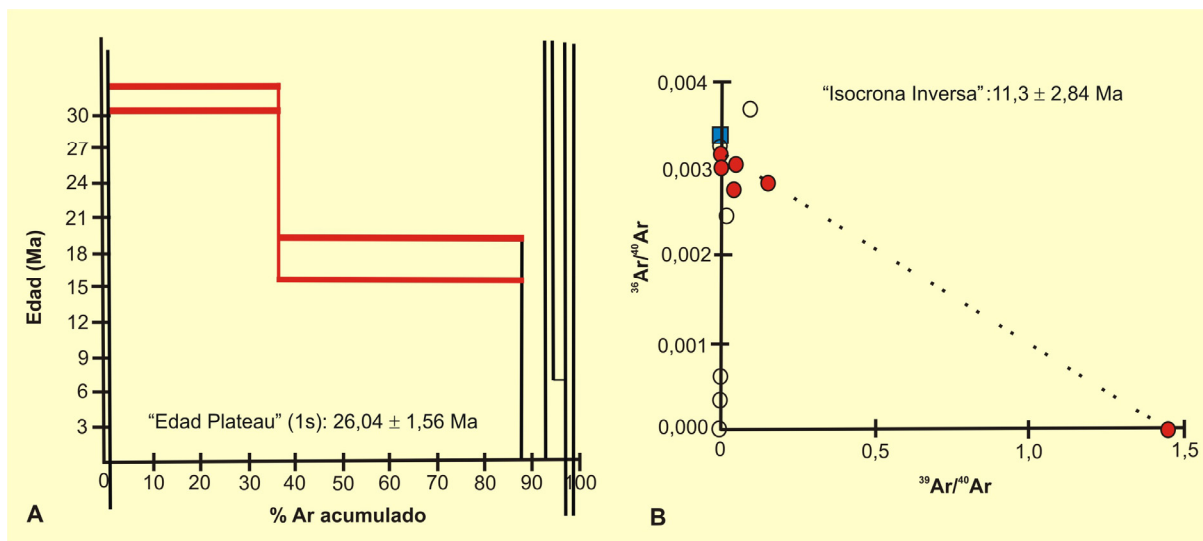 Edad (Ma)
30
27
24
21
18
15
12
9
6
3
0 10 20 30 40 50 60 70 80 90 100
% Ar acumulado
“Edad Plateau” (1s): 26,04 ± 1,56 Ma
A
“Isocrona Inversa” :11,3 ± 2,84 Ma
³⁶Ar/⁴⁰Ar
0,004
0,003
0,002
0,001
0,000
0 0,5 1,0 1,5
³⁹Ar/⁴⁰Ar
B